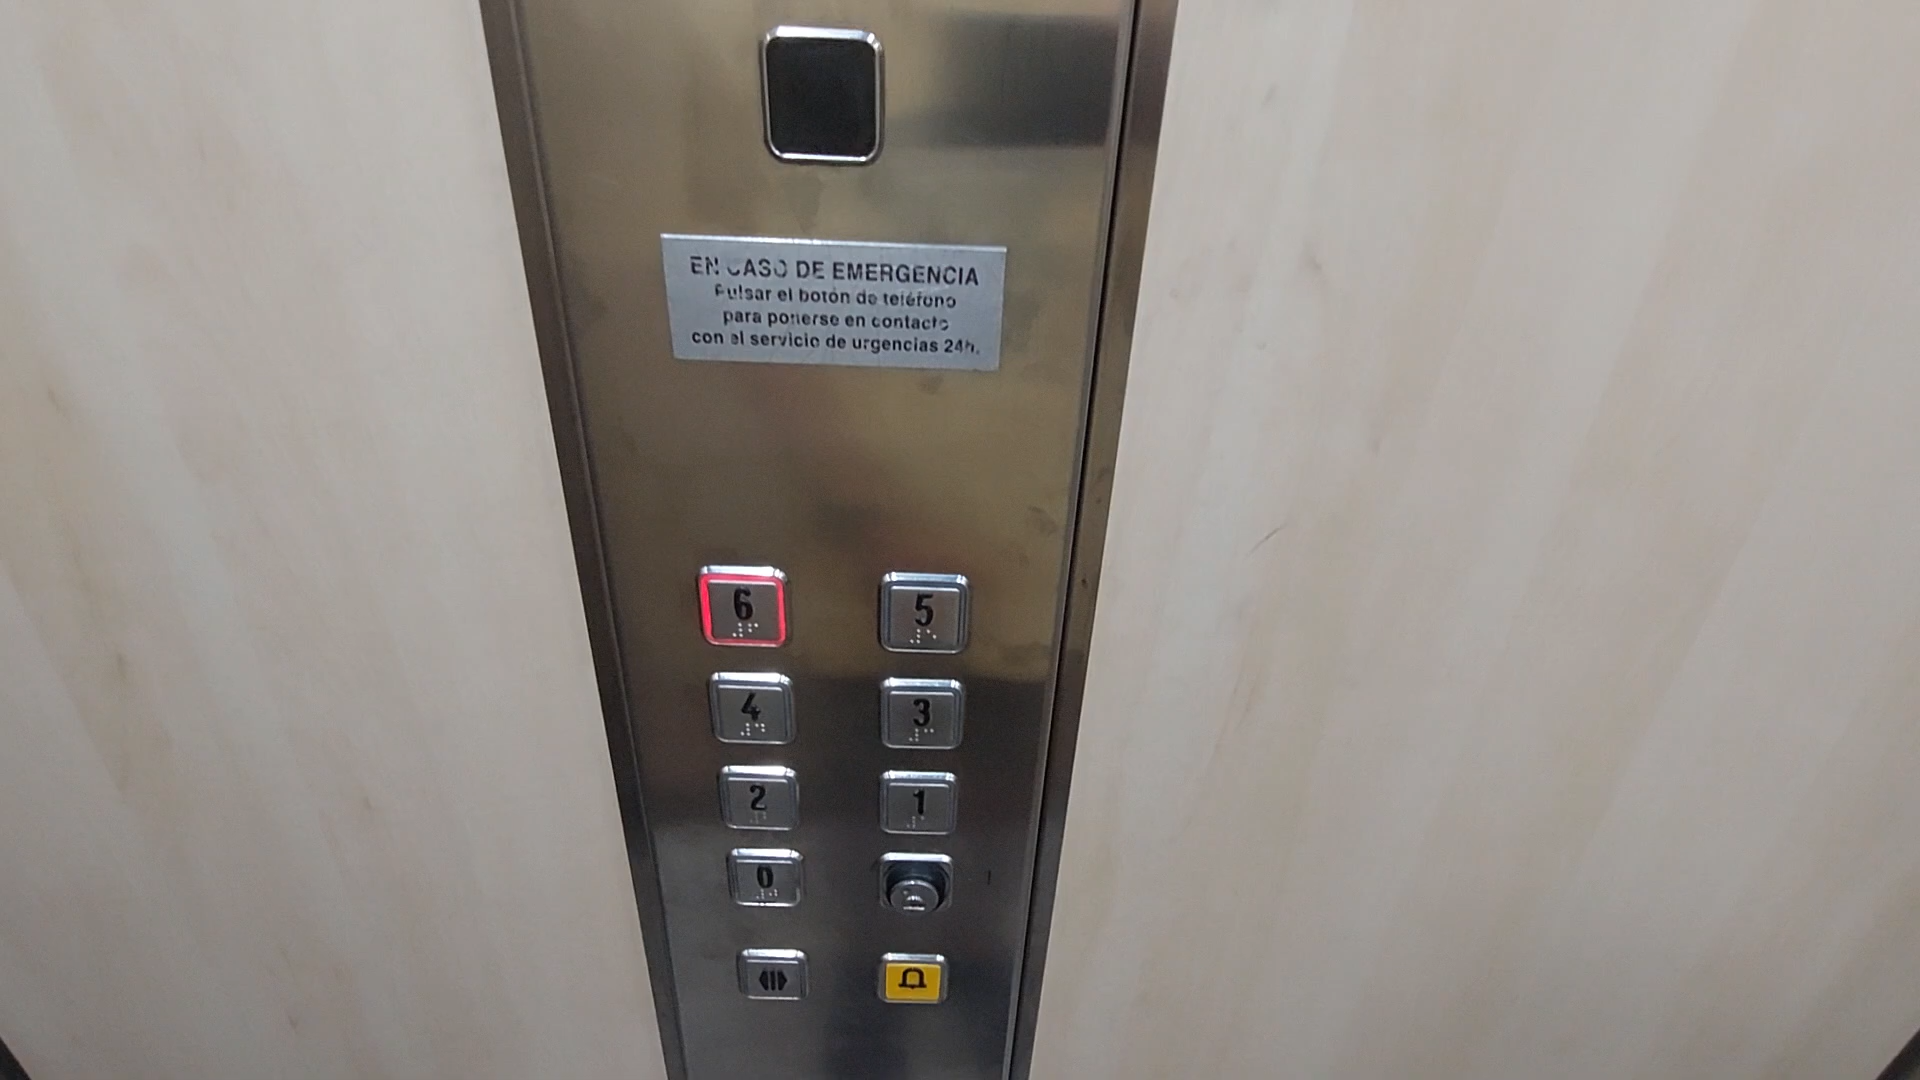 EN CASO DE EMERGENCIA
Pulsar el botón de teléfono
para ponerse en contacto
con el servicio de urgencias 24h.
6 5
4 3
2 1
0